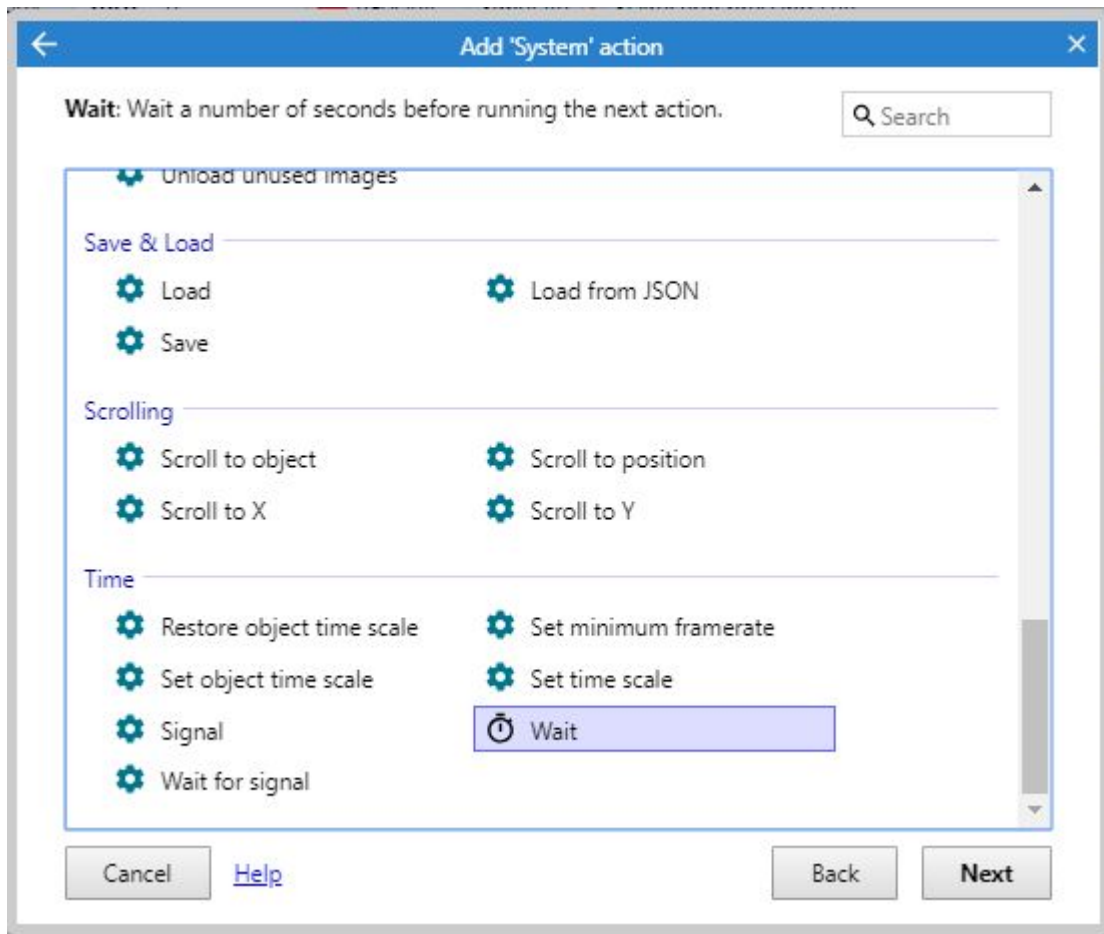 Add 'System' action
Wait: Wait a number of seconds before running the next action.
Search
Unload unused images
Save & Load
Load
Load from JSON
Save
Scrolling
Scroll to object
Scroll to position
Scroll to X
Scroll to Y
Time
Restore object time scale
Set minimum framerate
Set object time scale
Set time scale
Signal
Wait
Wait for signal
Cancel
Help
Back
Next